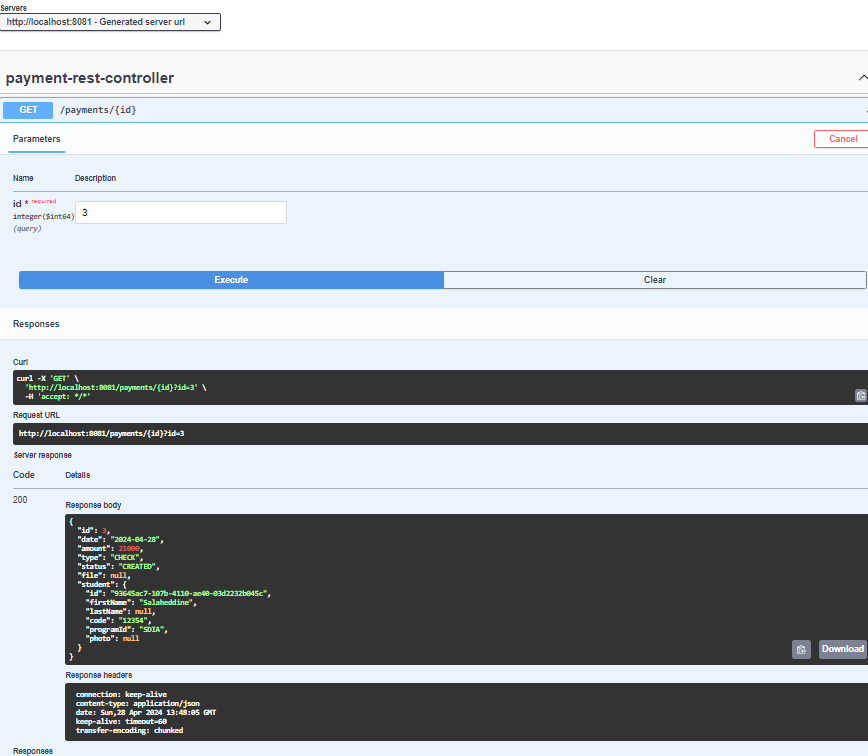 Servers
http://localhost:8081 - Generated server url
payment-rest-controller
GET /payments/{id}
Parameters
Cancel
Name Description
id * required
integer($int64)
(query)
3
Execute Clear
Responses
Curl
curl -X 'GET' \
'http://localhost:8081/payments/{id}?id=3' \
-H 'accept: */*'
Request URL
http://localhost:8081/payments/{id}?id=3
Server response
Code Details
200
Response body
{
"id": 3,
"date": "2024-04-28",
"amount": 21000,
"type": "CHECK",
"status": "CREATED",
"file": null,
"student": {
"id": "93645ac7-107b-4110-ae40-03d2232b045c",
"firstName": "Salaheddine",
"lastName": null,
"code": "12354",
"programId": "SDIA",
"photo": null
}
}
Download
Response headers
connection: keep-alive
content-type: application/json
date: Sun,28 Apr 2024 13:48:05 GMT
keep-alive: timeout=60
transfer-encoding: chunked
Responses